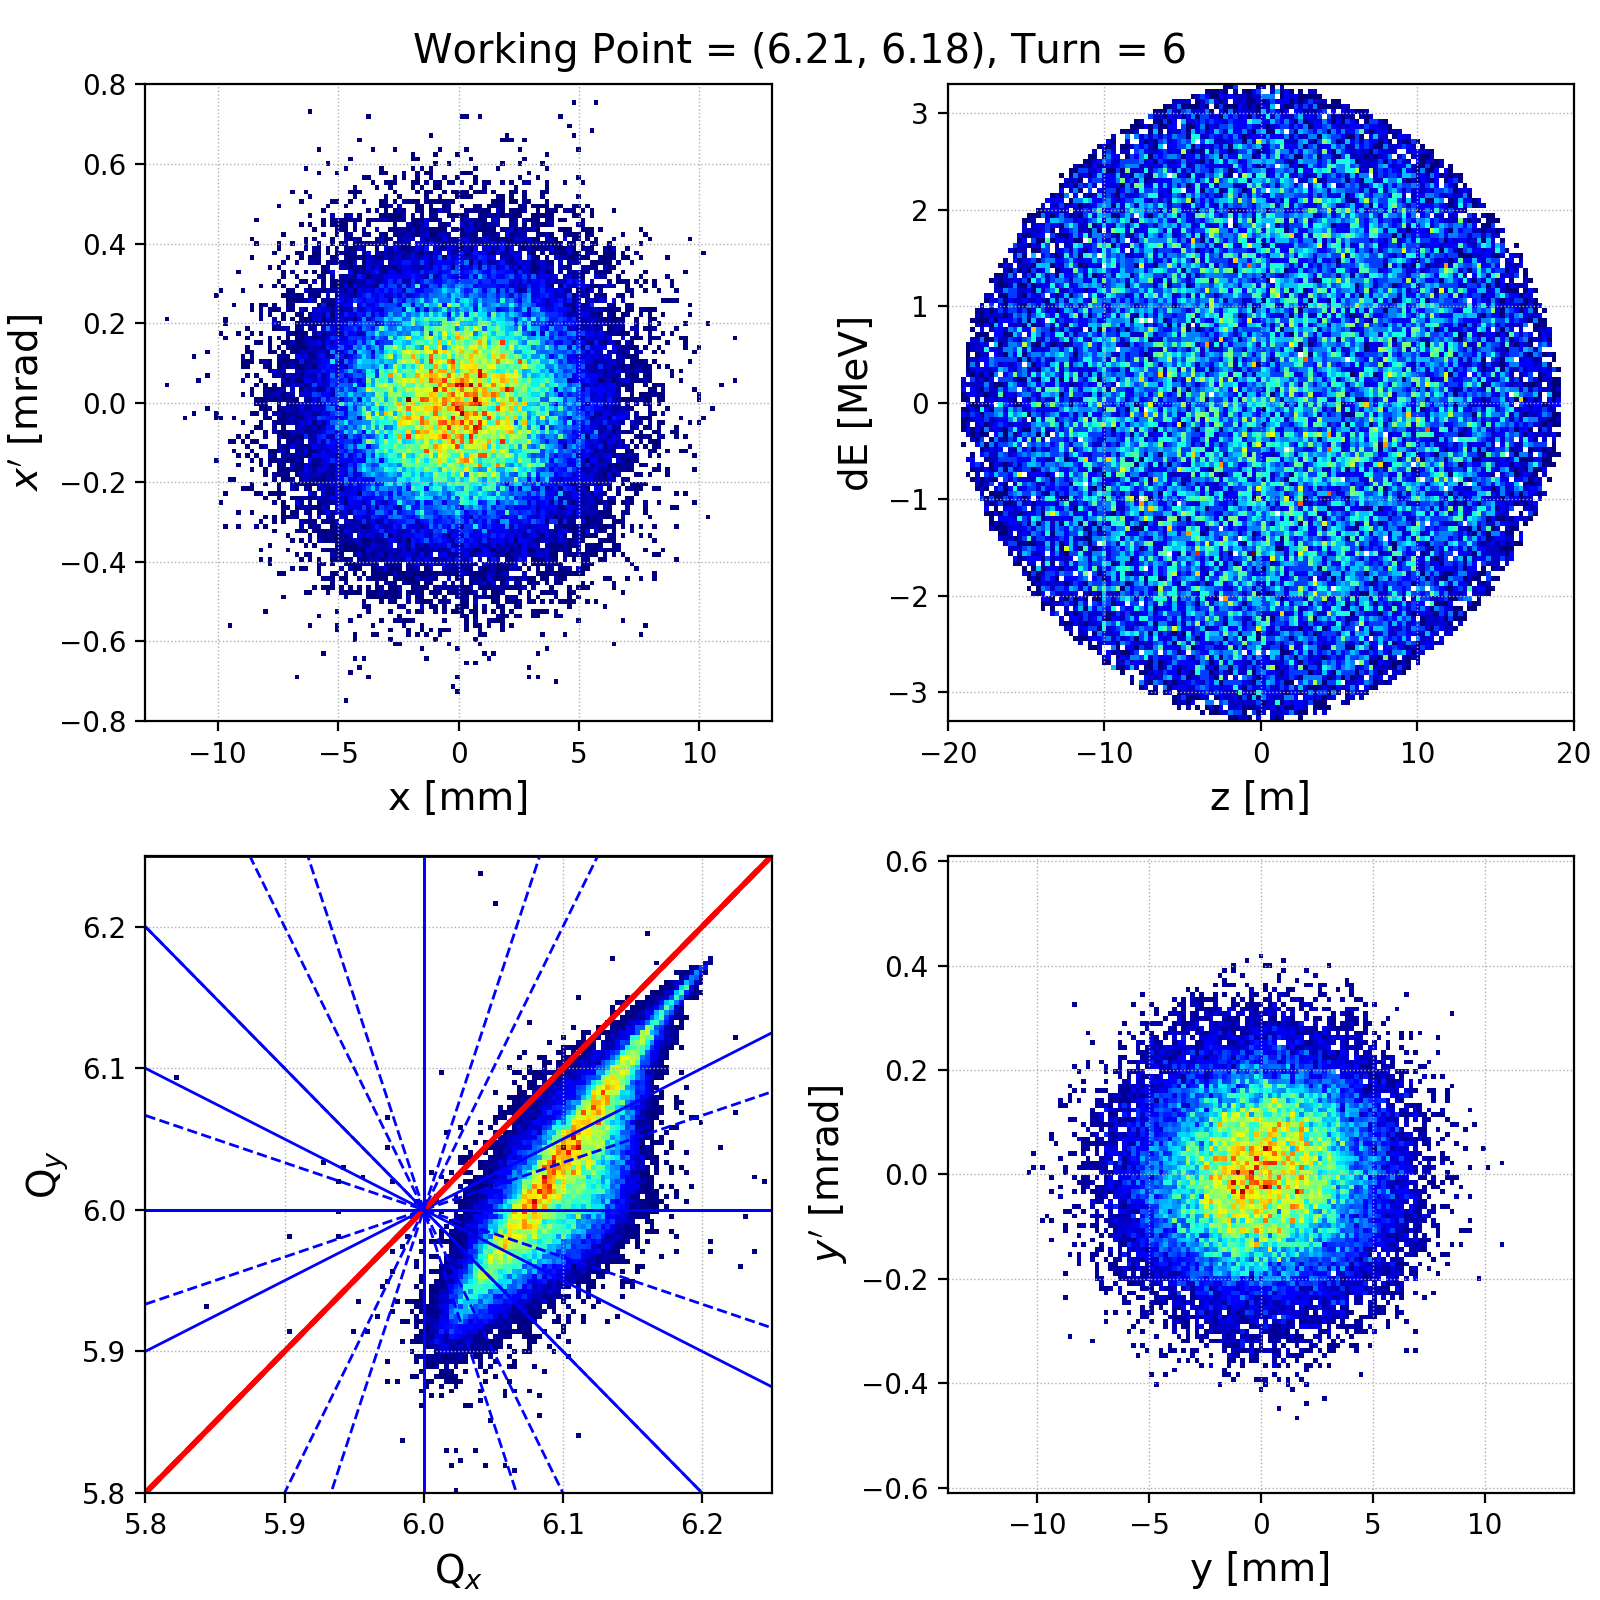 Working Point = (6.21, 6.18), Turn = 6
0.8
0.6
0.4
0.2
0.0
−0.2
−0.4
−0.6
−0.8
x′ [mrad]
−10 −5 0 5 10
x [mm]
3
2
1
0
−1
−2
−3
dE [MeV]
−20 −10 0 10 20
z [m]
6.2
6.1
6.0
5.9
5.8
Qy
5.8 5.9 6.0 6.1 6.2
Qx
0.6
0.4
0.2
0.0
−0.2
−0.4
−0.6
y′ [mrad]
−10 −5 0 5 10
y [mm]